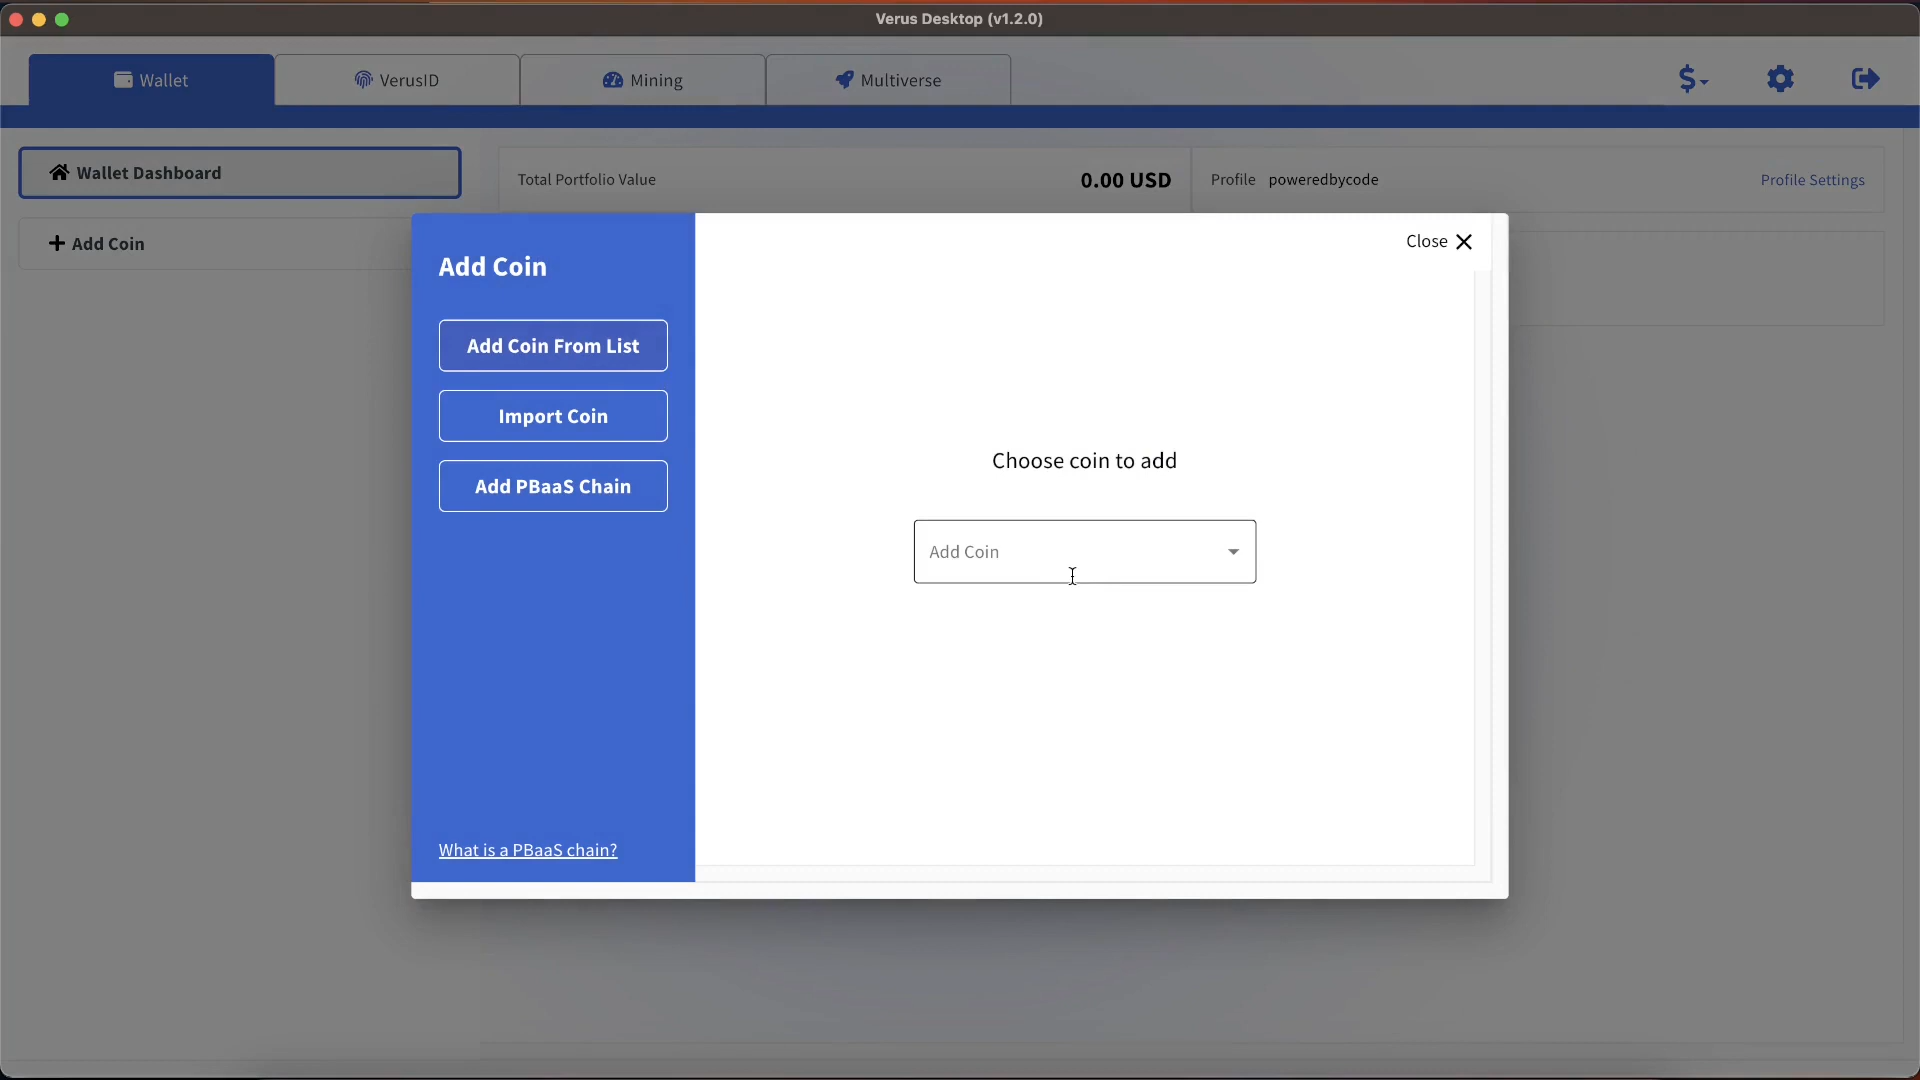 Verus Desktop (v1.2.0)
Wallet
VerusID
Mining
Multiverse
$
Wallet Dashboard
Total Portfolio Value
0.00 USD
Profile poweredbycode
Profile Settings
Add Coin
Close
Add Coin
Add Coin From List
Import Coin
Add PBaaS Chain
Choose coin to add
Add Coin
What is a PBaaS chain?